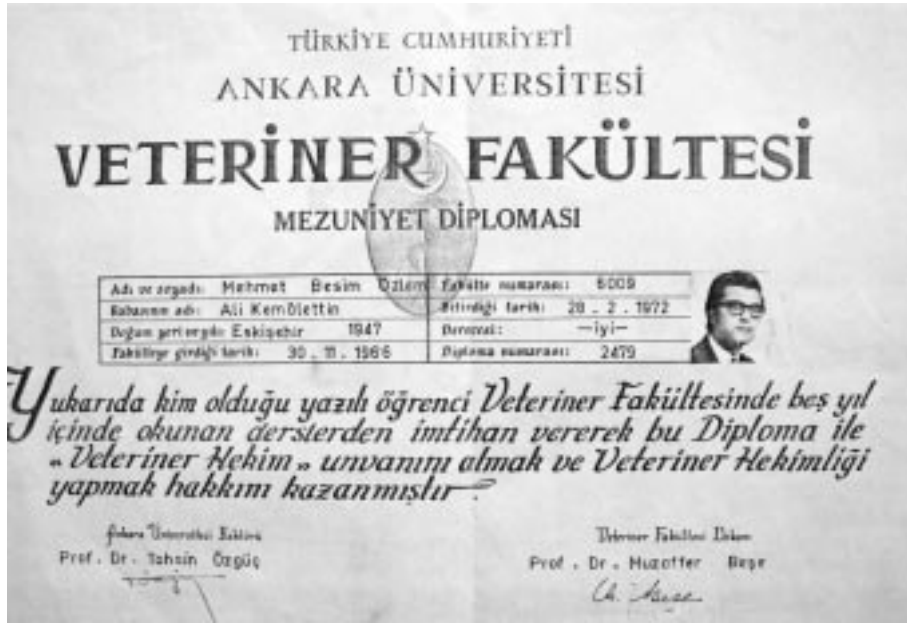 TÜRKİYE CUMHURİYETİ
ANKARA ÜNİVERSİTESİ
VETERİNER FAKÜLTESİ
MEZUNİYET DİPLOMASI
Adı ve soyadı: Mehmet Besim Özlem Fakülte numarası: 6009
Babasının adı: Ali Kemâlettin Bitirdiği tarih: 28 . 2 . 1972
Doğum yeri ve yılı: Eskişehir 1947 Derecesi: —iyi—
Fakülteye girdiği tarih: 30 . 11 . 1966 Diploma numarası: 2479
Yukarıda kim olduğu yazılı öğrenci Veteriner Fakültesinde beş yıl
içinde okunan derslerden imtihan vererek bu Diploma ile
„ Veteriner Hekim „ unvanını almak ve Veteriner Hekimliği
yapmak hakkını kazanmıştır
Ankara Üniversitesi Rektörü
Prof. Dr. Tahsin Özgüç
Veteriner Fakültesi Dekanı
Prof . Dr . Muzaffer Beşe